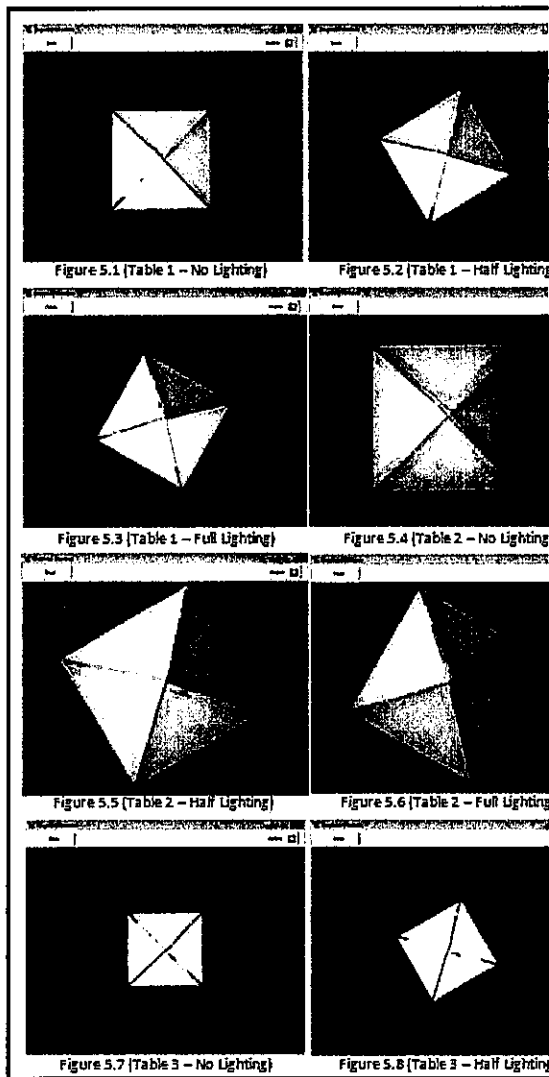 Figure 5.1 (Table 1 – No Lighting)
Figure 5.2 (Table 1 – Half Lighting
Figure 5.3 (Table 1 – Full Lighting)
Figure 5.4 (Table 2 – No Lighting
Figure 5.5 (Table 2 – Half Lighting)
Figure 5.6 (Table 2 – Full Lighting
Figure 5.7 (Table 3 – No Lighting)
Figure 5.8 (Table 3 – Half Lighting